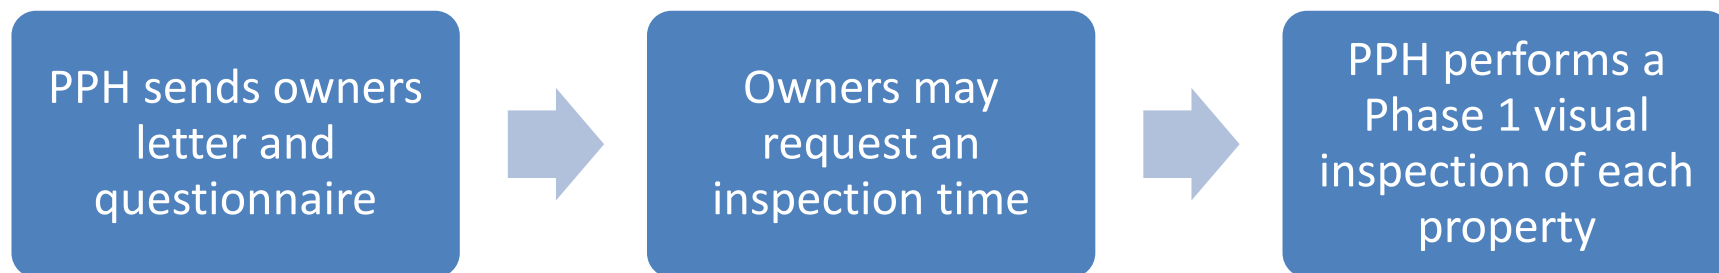 PPH sends owners
letter and
questionnaire
Owners may
request an
inspection time
PPH performs a
Phase 1 visual
inspection of each
property